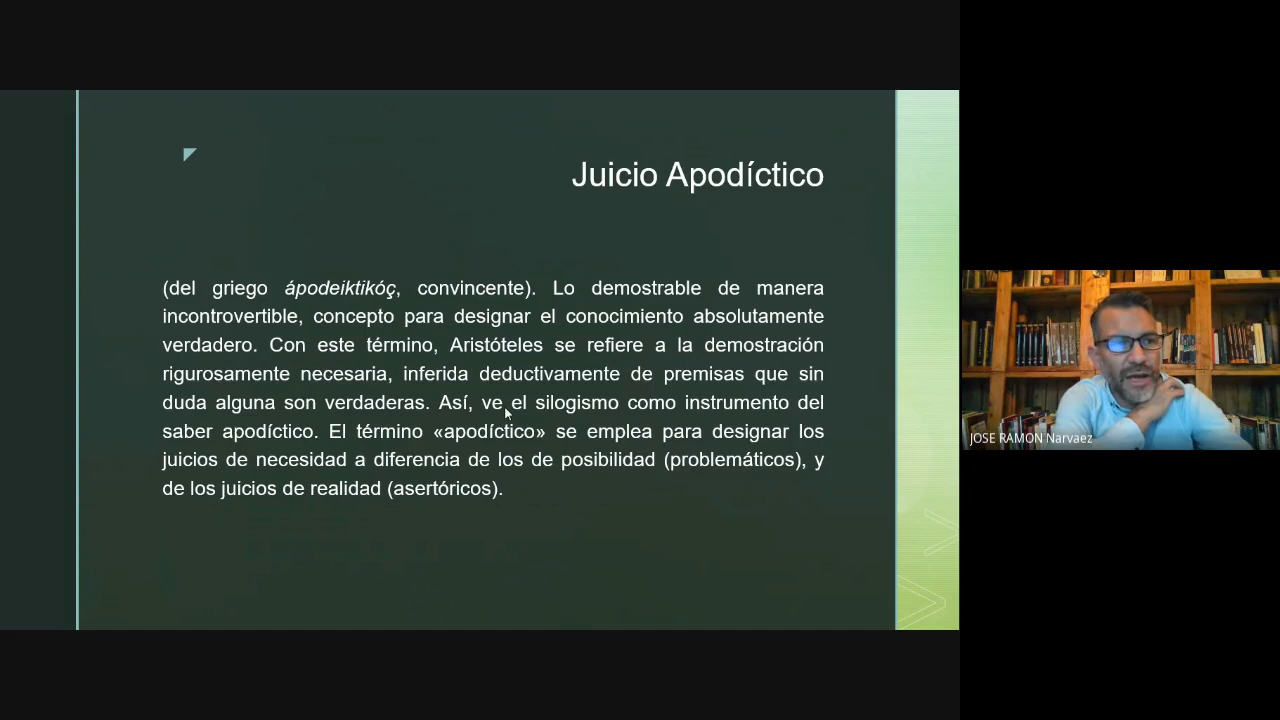 Juicio Apodíctico
(del griego ápodeíktikóç, convincente). Lo demostrable de manera
incontrovertible, concepto para designar el conocimiento absolutamente
verdadero. Con este término, Aristóteles se refiere a la demostración
rigurosamente necesaria, inferida deductivamente de premisas que sin
duda alguna son verdaderas. Así, ve el silogismo como instrumento del
saber apodíctico. El término «apodíctico» se emplea para designar los
juicios de necesidad a diferencia de los de posibilidad (problemáticos), y
de los juicios de realidad (asertóricos).
JOSE RAMON Narvaez